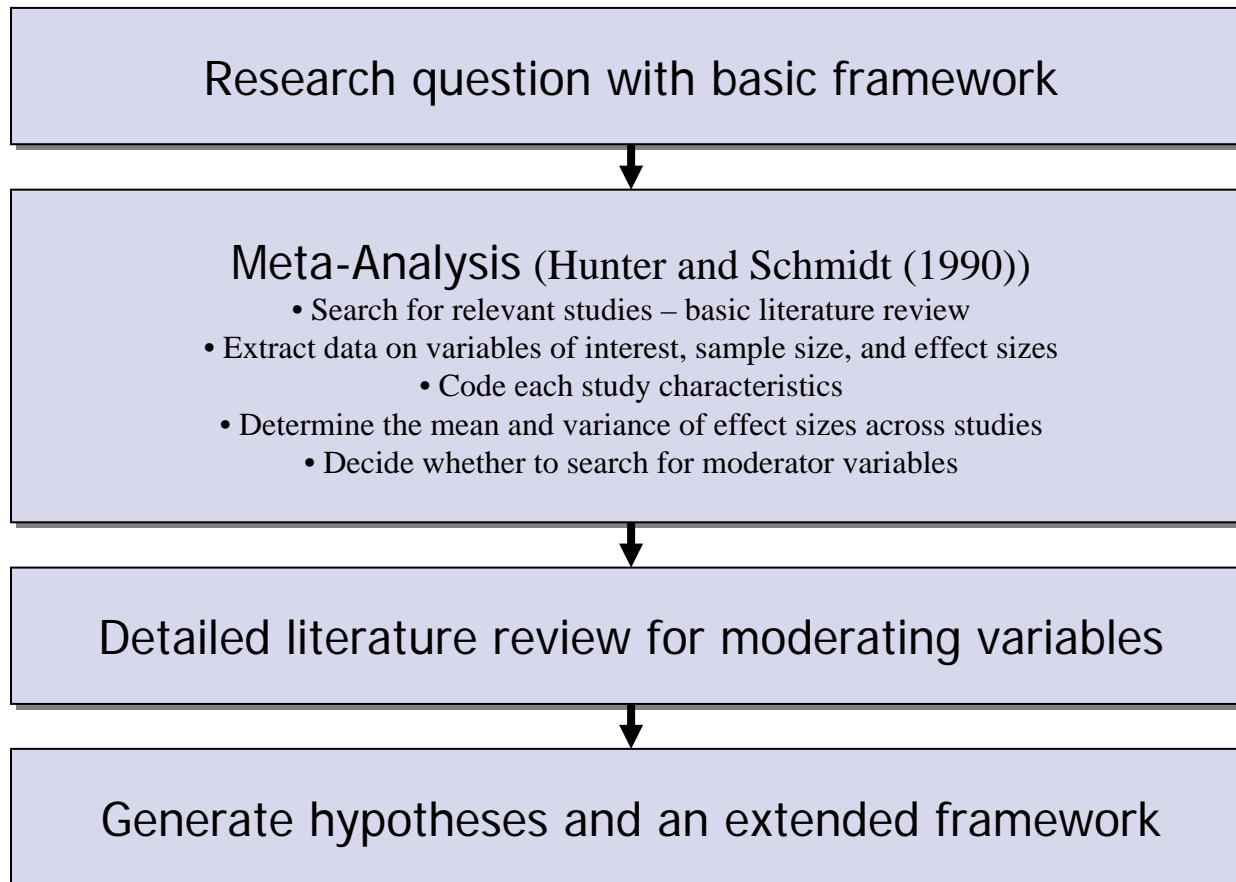 Research question with basic framework
Meta-Analysis (Hunter and Schmidt (1990))
• Search for relevant studies – basic literature review
• Extract data on variables of interest, sample size, and effect sizes
• Code each study characteristics
• Determine the mean and variance of effect sizes across studies
• Decide whether to search for moderator variables
Detailed literature review for moderating variables
Generate hypotheses and an extended framework